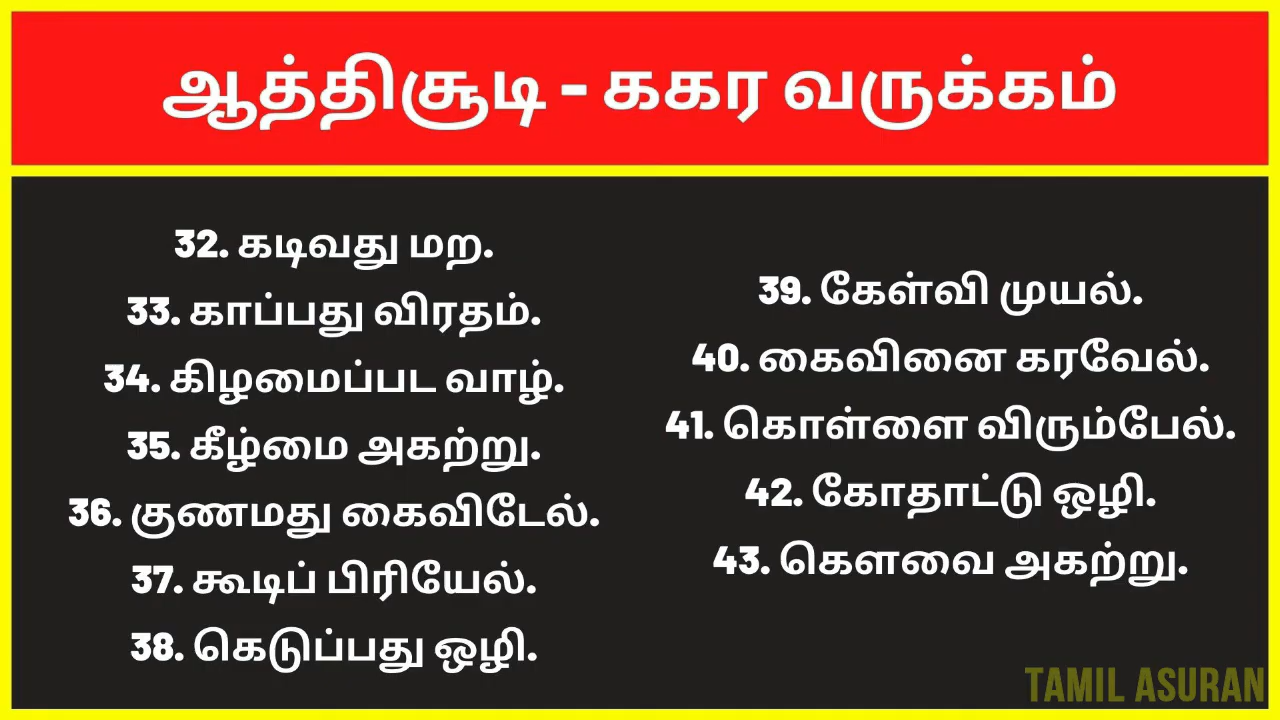 ஆத்திசூடி - ககர வருக்கம்
32. கடிவது மற.
33. காப்பது விரதம்.
34. கிழமைப்பட வாழ்.
35. கீழ்மை அகற்று.
36. குணமது கைவிடேல்.
37. கூடிப் பிரியேல்.
38. கெடுப்பது ஒழி.
39. கேள்வி முயல்.
40. கைவினை கரவேல்.
41. கொள்ளை விரும்பேல்.
42. கோதாட்டு ஒழி.
43. கௌவை அகற்று.
TAMIL ASURAN